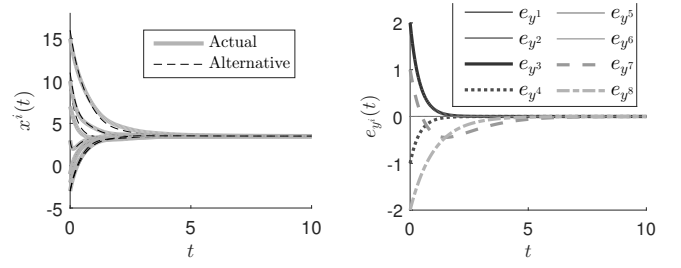 15
10
5
0
-5
0
5
10
x^i(t)
t
Actual
Alternative
2
1
0
-1
-2
0
5
10
e_{y^i}(t)
t
e_{y^1}
e_{y^2}
e_{y^3}
e_{y^4}
e_{y^5}
e_{y^6}
e_{y^7}
e_{y^8}